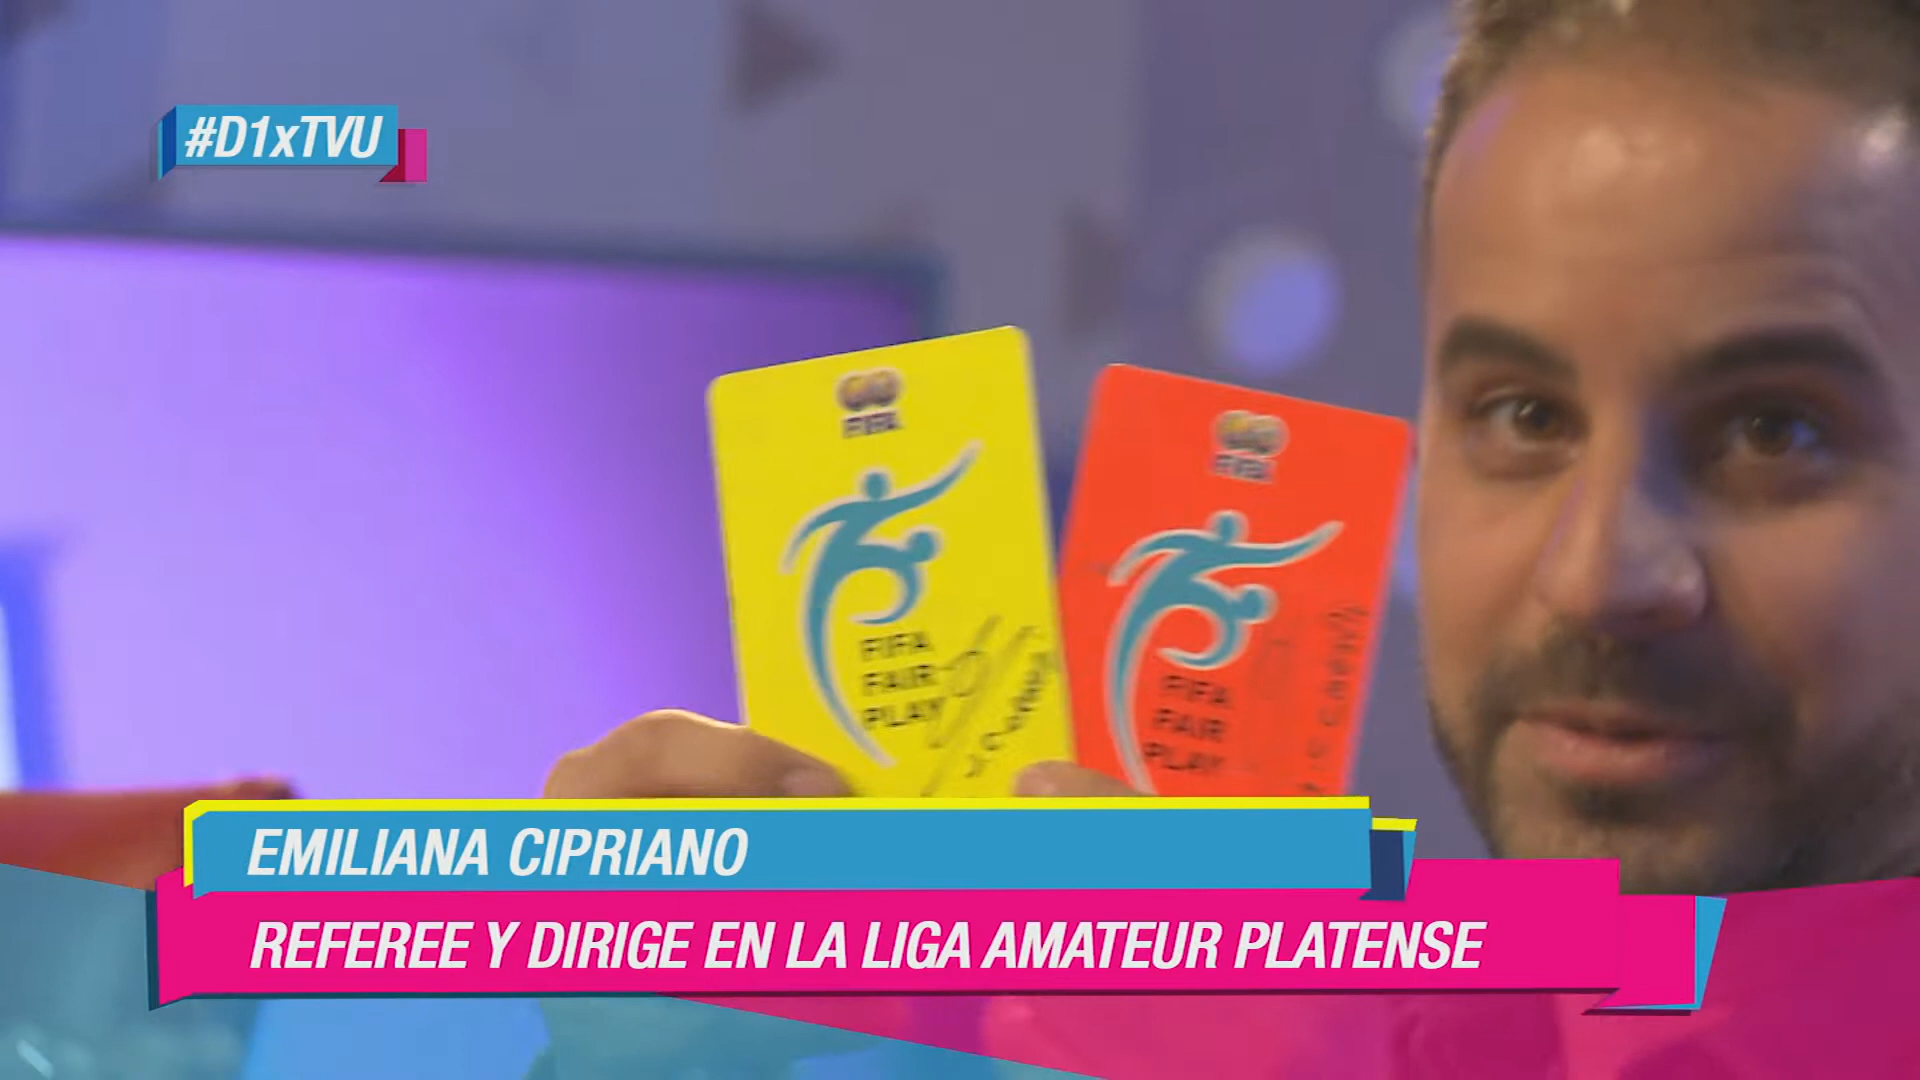 #D1xTVU
FIFA
FIFA
FAIR
PLAY
FIFA
FIFA
FAIR
PLAY
EMILIANA CIPRIANO
REFEREE Y DIRIGE EN LA LIGA AMATEUR PLATENSE